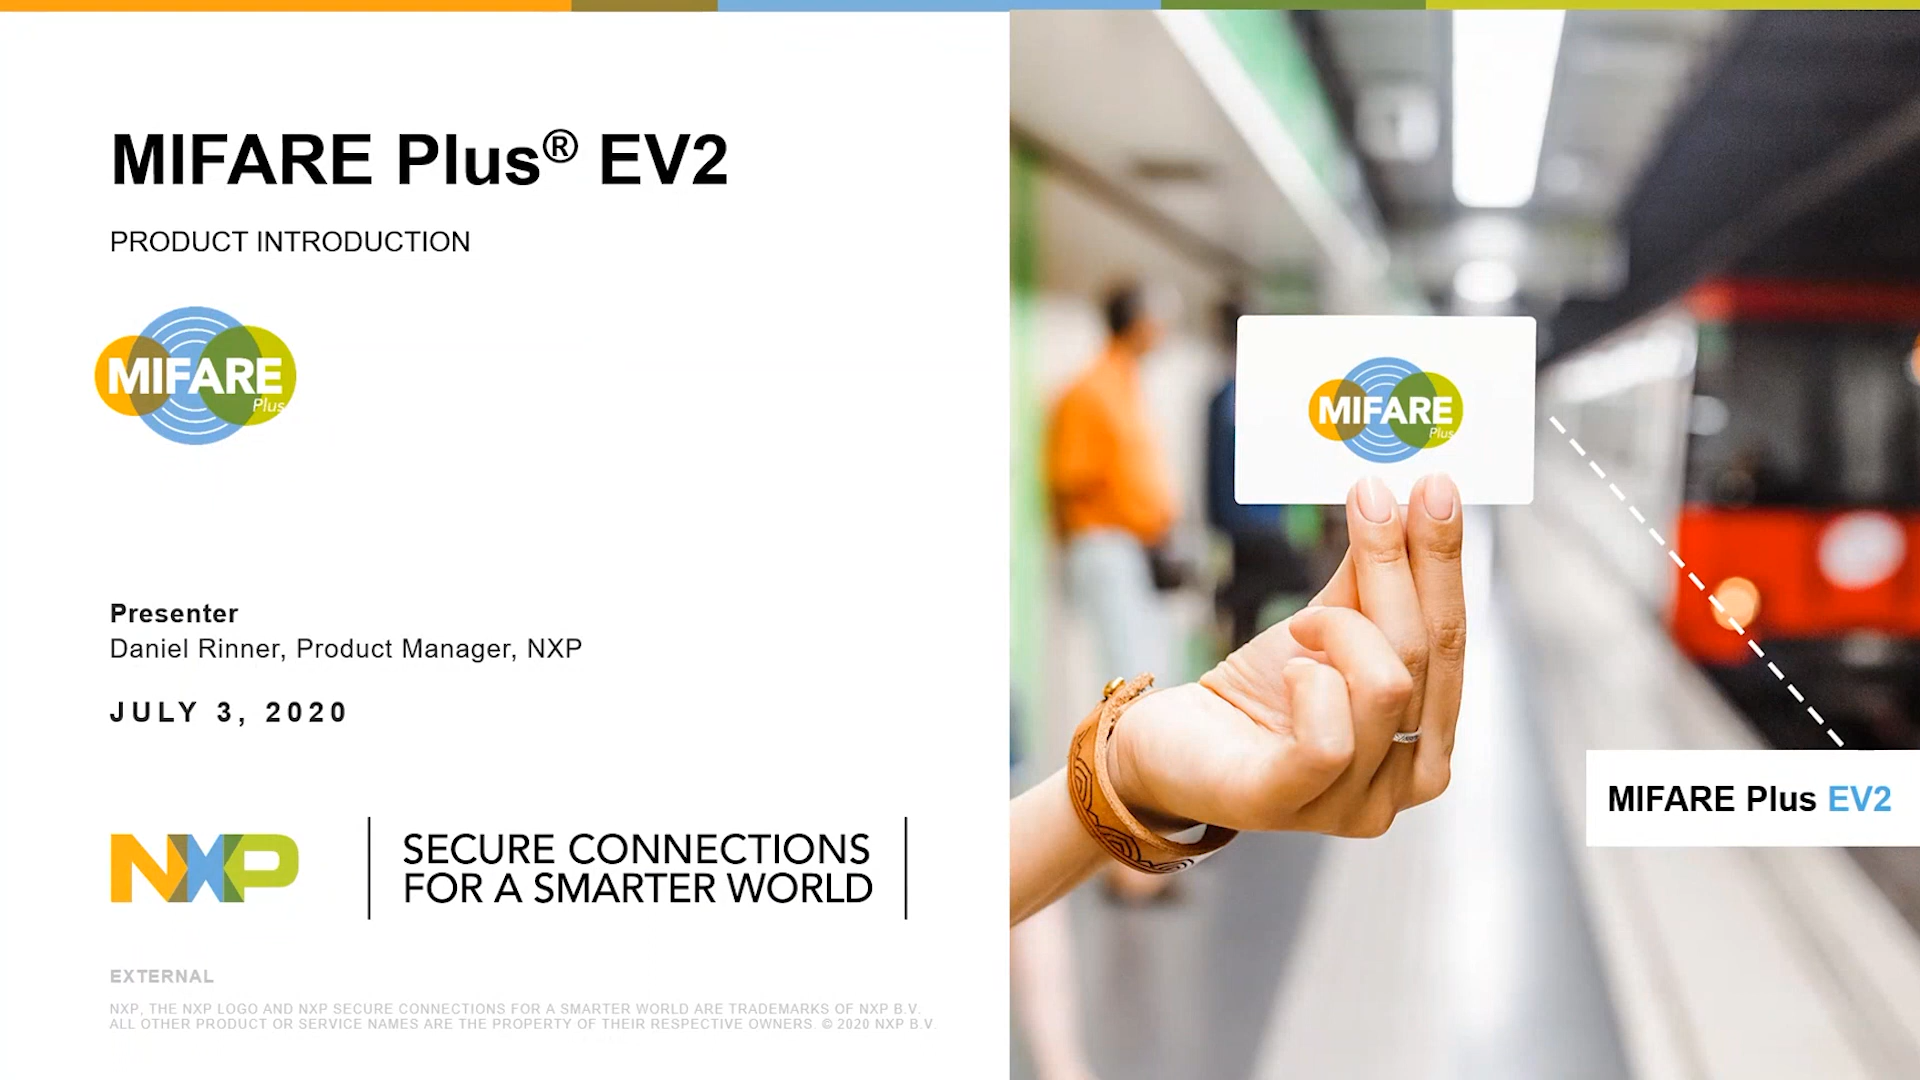 MIFARE Plus® EV2
PRODUCT INTRODUCTION
MIFARE
Plus
Presenter
Daniel Rinner, Product Manager, NXP
JULY 3, 2020
NXP
SECURE CONNECTIONS
FOR A SMARTER WORLD
EXTERNAL
NXP, THE NXP LOGO AND NXP SECURE CONNECTIONS FOR A SMARTER WORLD ARE TRADEMARKS OF NXP B.V.
ALL OTHER PRODUCT OR SERVICE NAMES ARE THE PROPERTY OF THEIR RESPECTIVE OWNERS. © 2020 NXP B.V.
MIFARE
Plus
MIFARE Plus EV2